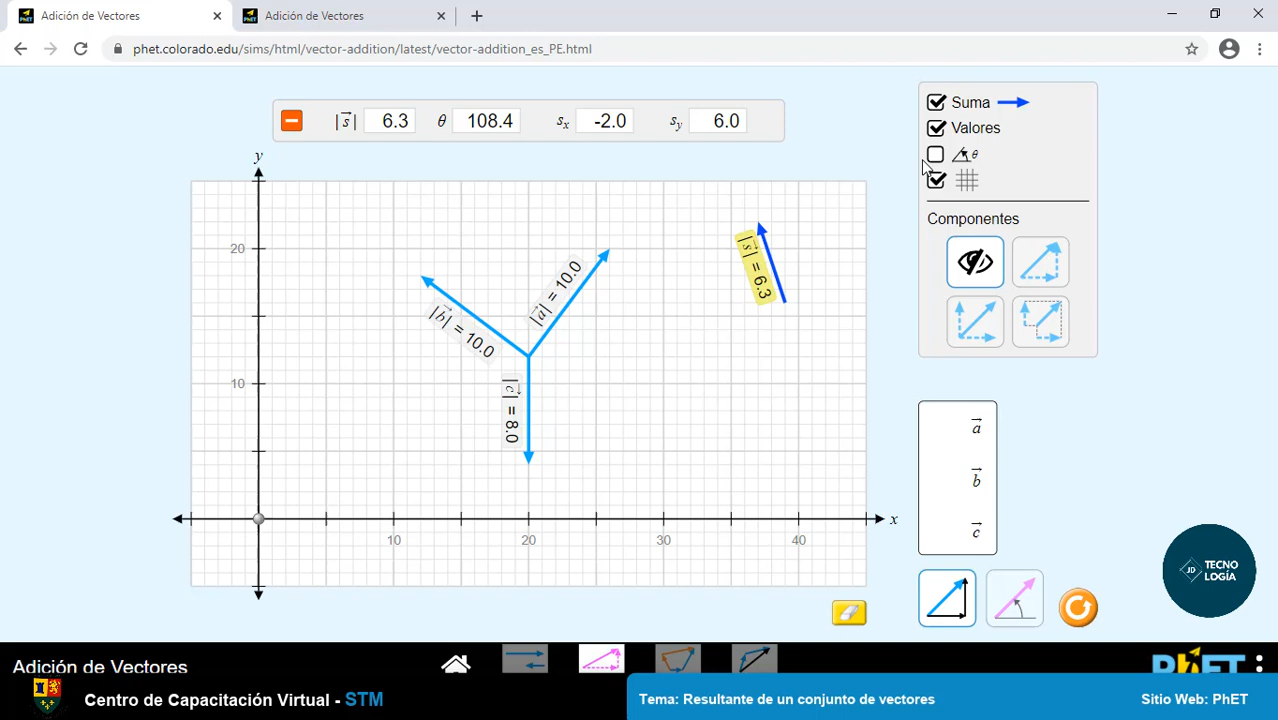 Adición de Vectores
Adición de Vectores
phet.colorado.edu/sims/html/vector-addition/latest/vector-addition_es_PE.html
|s| 6.3 θ 108.4 sx -2.0 sy 6.0
Suma
Valores
θ
Componentes
y
20
10
10
20
30
40
x
|b| = 10.0
|a| = 10.0
|c| = 8.0
|s| = 6.3
a
b
c
JD TECNO
LOGÍA
Adición de Vectores
PhET
Centro de Capacitación Virtual - STM
Tema: Resultante de un conjunto de vectores
Sitio Web: PhET